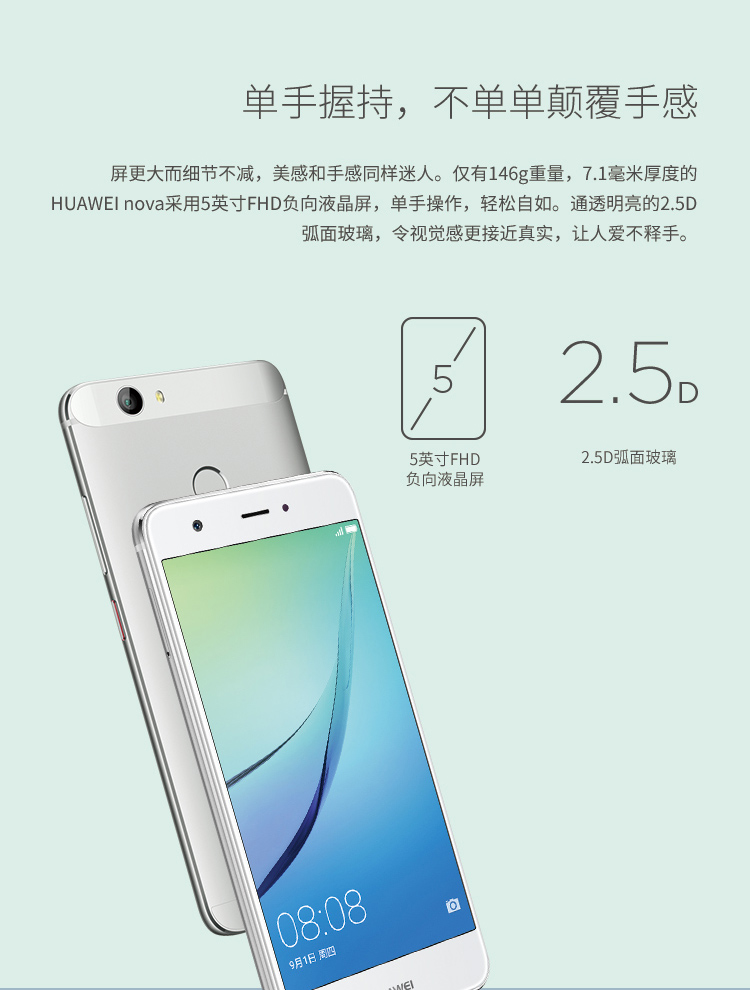 单手握持，不单单颠覆手感
屏更大而细节不减，美感和手感同样迷人。仅有146g重量，7.1毫米厚度的
HUAWEI nova采用5英寸FHD负向液晶屏，单手操作，轻松自如。通透明亮的2.5D
弧面玻璃，令视觉感更接近真实，让人爱不释手。
5
2.5D
5英寸FHD
负向液晶屏
2.5D弧面玻璃
08:08
9月1日 周四
WEI